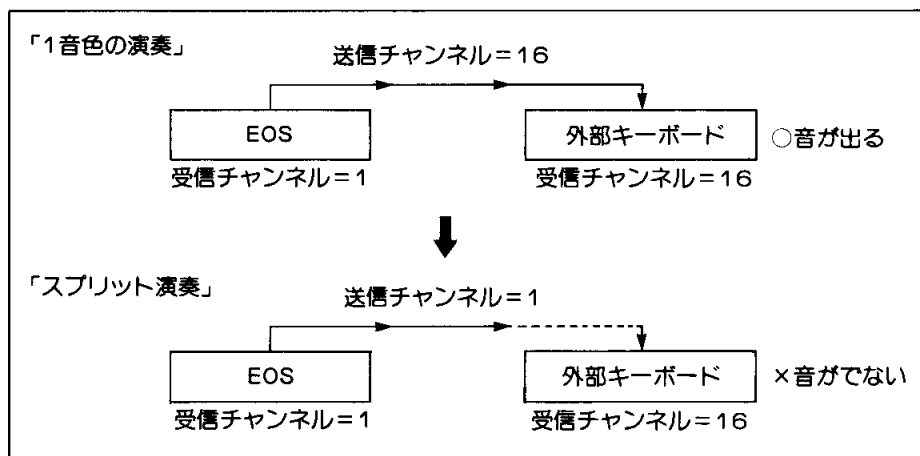 「1音色の演奏」
送信チャンネル=16
EOS
外部キーボード
○音が出る
受信チャンネル=1
受信チャンネル=16
「スプリット演奏」
送信チャンネル=1
EOS
外部キーボード
×音がでない
受信チャンネル=1
受信チャンネル=16